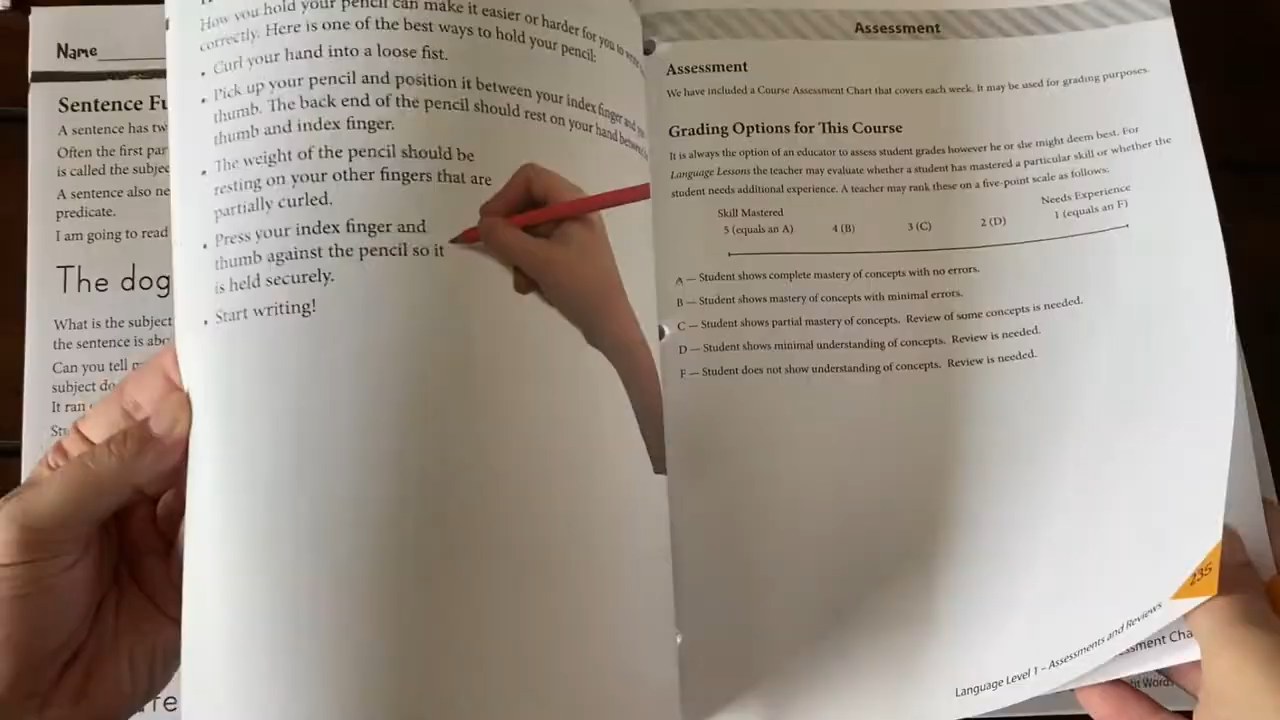 Name
Sentence Fu
A sentence has tw
Often the first par
is called the subjec
A sentence also ne
predicate.
I am going to read
The dog
What is the subject
the sentence is abo
Can you tell
subject do
It ran
How you hold your pencil can make it easier or harder for you to
correctly. Here is one of the best ways to hold your pencil:
• Curl your hand into a loose fist.
• Pick up your pencil and position it between your index finger and
thumb. The back end of the pencil should rest on your hand between
thumb and index finger.
• The weight of the pencil should be
resting on your other fingers that are
partially curled.
• Press your index finger and
thumb against the pencil so it
is held securely.
• Start writing!
Assessment
Assessment
We have included a Course Assessment Chart that covers each week. It may be used for grading purposes.
Grading Options for This Course
It is always the option of an educator to assess student grades however he or she might deem best. For
Language Lessons the teacher may evaluate whether a student has mastered a particular skill or whether the
student needs additional experience. A teacher may rank these on a five-point scale as follows:
Skill Mastered Needs Experience
5 (equals an A) 4 (B) 3 (C) 2 (D) 1 (equals an F)
A — Student shows complete mastery of concepts with no errors.
B — Student shows mastery of concepts with minimal errors.
C — Student shows partial mastery of concepts. Review of some concepts is needed.
D — Student shows minimal understanding of concepts. Review is needed.
F — Student does not show understanding of concepts. Review is needed.
235
Language Level 1 – Assessments and Reviews
ssment Cha
it Words